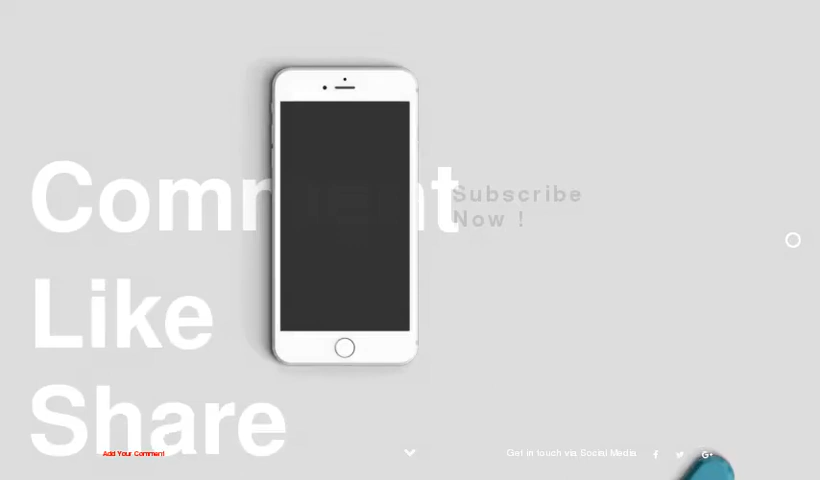 Comment
Subscribe
Now !
Like
Share
Add Your Comment
Get in touch via Social Media